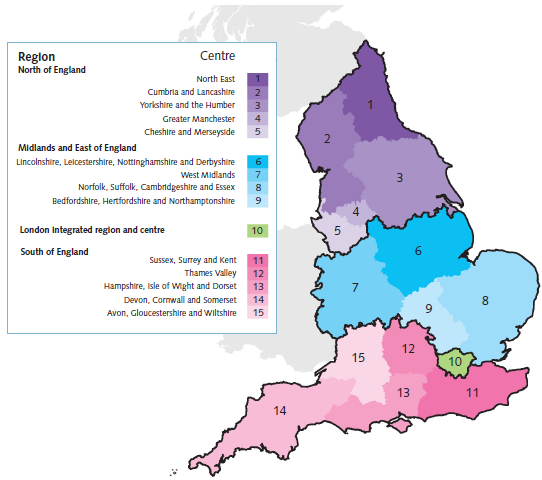 Region Centre
North of England
North East 1
Cumbria and Lancashire 2
Yorkshire and the Humber 3
Greater Manchester 4
Cheshire and Merseyside 5
Midlands and East of England
Lincolnshire, Leicestershire, Nottinghamshire and Derbyshire 6
West Midlands 7
Norfolk, Suffolk, Cambridgeshire and Essex 8
Bedfordshire, Hertfordshire and Northamptonshire 9
London integrated region and centre 10
South of England
Sussex, Surrey and Kent 11
Thames Valley 12
Hampshire, Isle of Wight and Dorset 13
Devon, Cornwall and Somerset 14
Avon, Gloucestershire and Wiltshire 15
1
2
3
4
5
6
7
8
9
10
12
15
13
11
14